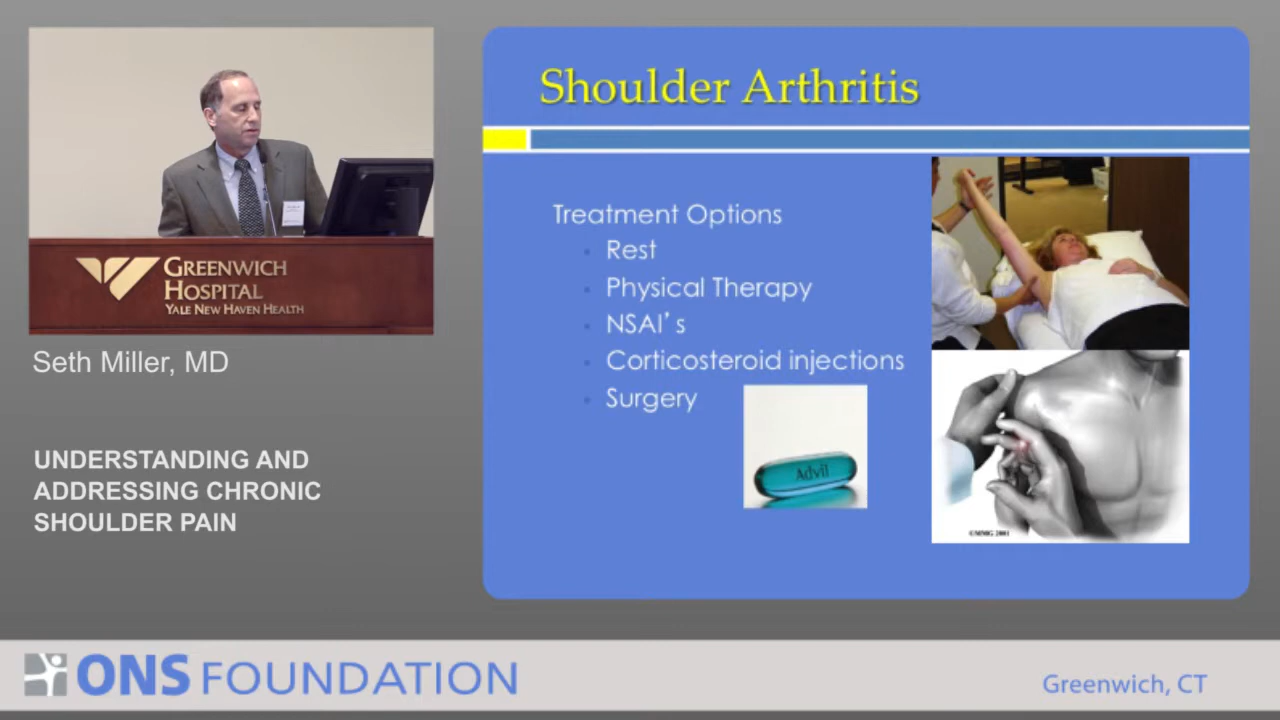 GREENWICH
HOSPITAL
YALE NEW HAVEN HEALTH
Seth Miller, MD
UNDERSTANDING AND
ADDRESSING CHRONIC
SHOULDER PAIN
Shoulder Arthritis
Treatment Options
Rest
Physical Therapy
NSAI's
Corticosteroid injections
Surgery
Advil
ONS FOUNDATION
Greenwich, CT